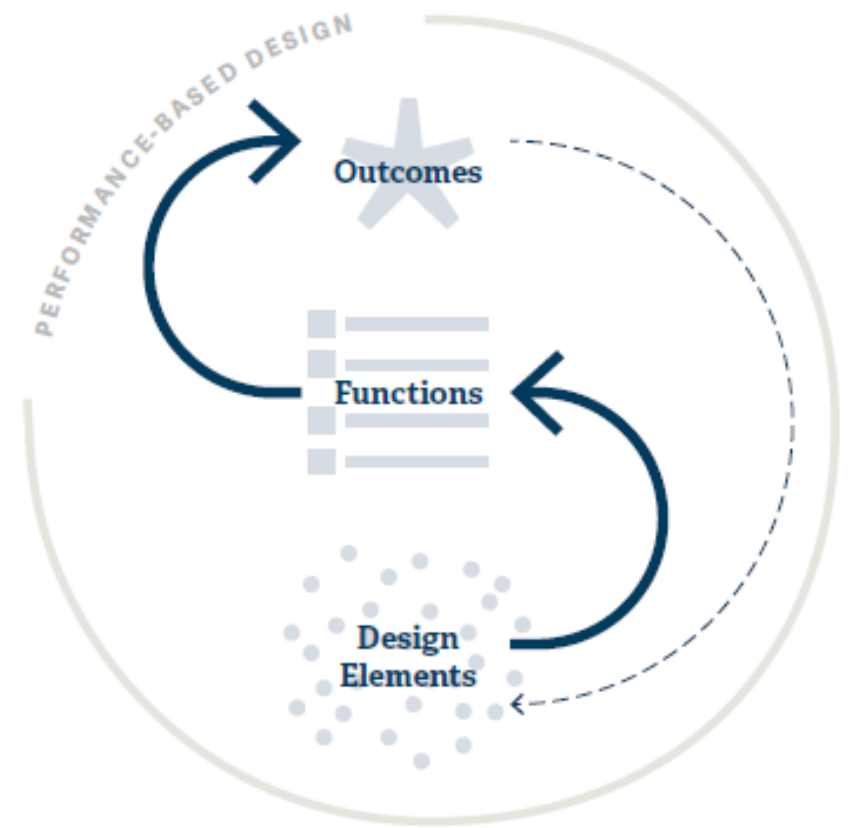 PERFORMANCE-BASED DESIGN
Outcomes
Functions
Design
Elements